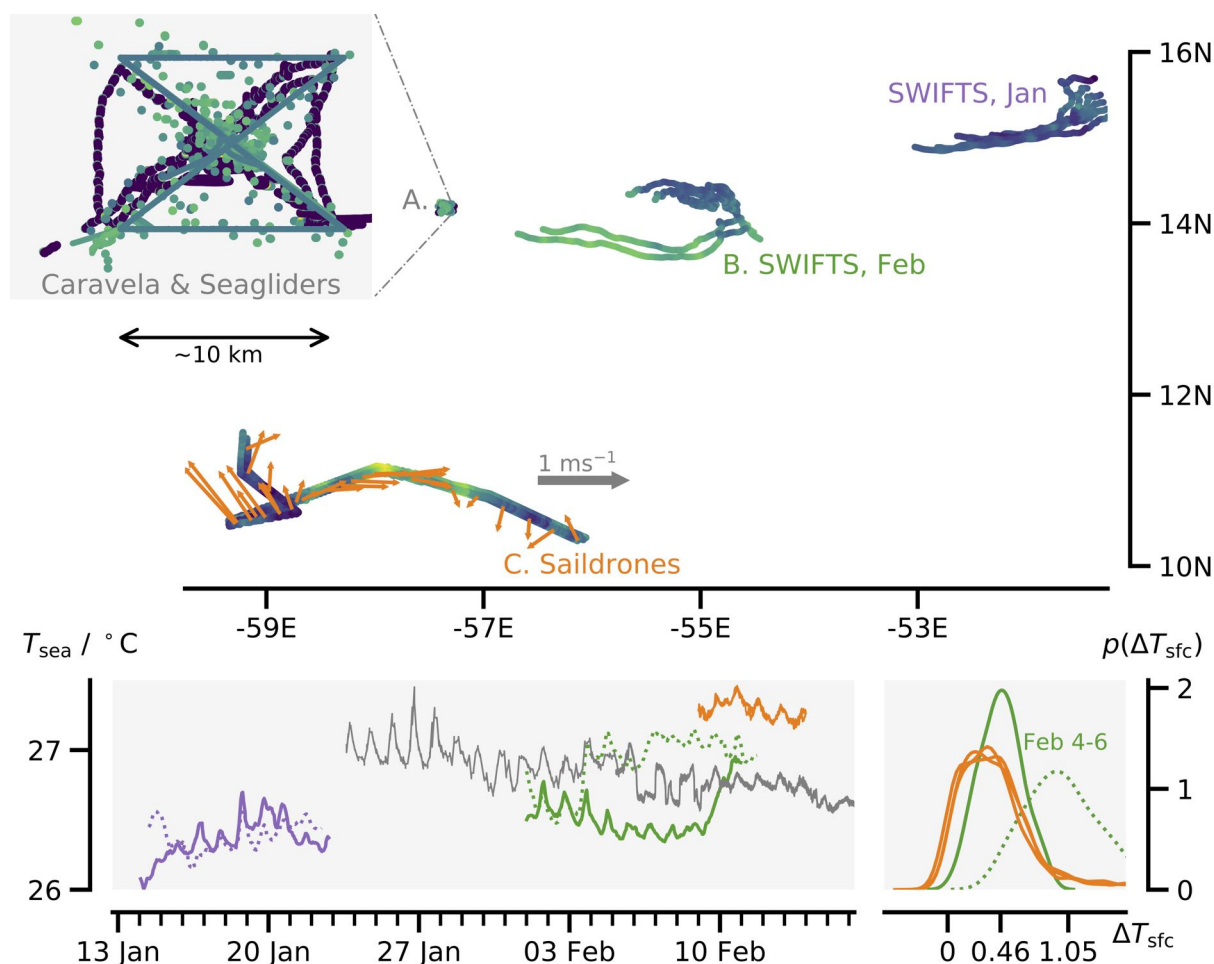 16N
SWIFTS, Jan
A.
14N
B. SWIFTS, Feb
Caravela & Seagliders
~10 km
12N
1 ms⁻¹
C. Saildrones
10N
-59E -57E -55E -53E
T_sea / °C
p(ΔT_sfc)
2
27
Feb 4-6
1
26
0
13 Jan 20 Jan 27 Jan 03 Feb 10 Feb
0 0.46 1.05 ΔT_sfc